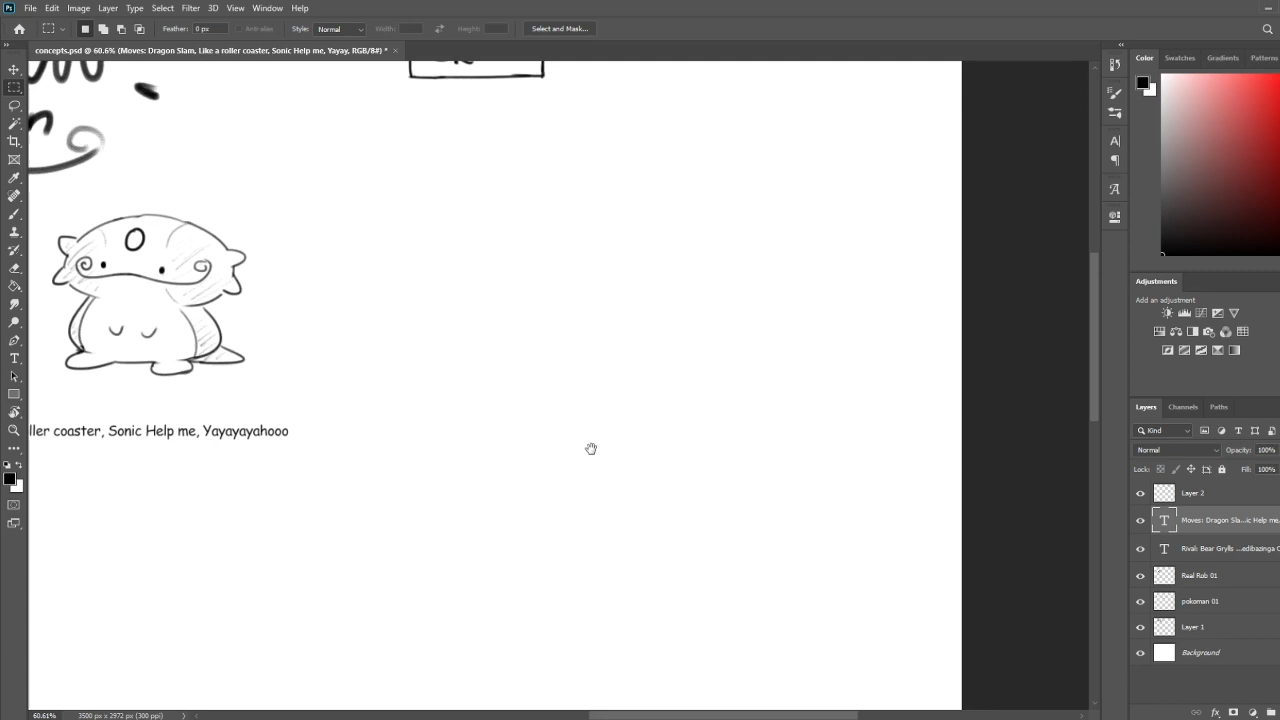 File Edit Image Layer Type Select Filter 3D View Window Help
Feather: 0 px Anti-alias Style: Normal Width: Height: Select and Mask...
concepts.psd @ 60.6% (Moves: Dragon Slam, Like a roller coaster, Sonic Help me, Yayay, RGB/8#) *
Color Swatches Gradients Patterns
ller coaster, Sonic Help me, Yayayayahooo
Adjustments
Add an adjustment
Layers Channels Paths
Kind
Normal Opacity: 100%
Lock: Fill: 100%
Layer 2
Moves: Dragon Sla...ic Help me,
Rival: Bear Grylls ...edibazinga C
Real Rob 01
pokoman 01
Layer 1
Background
60.61% 3500 px x 2972 px (300 ppi)